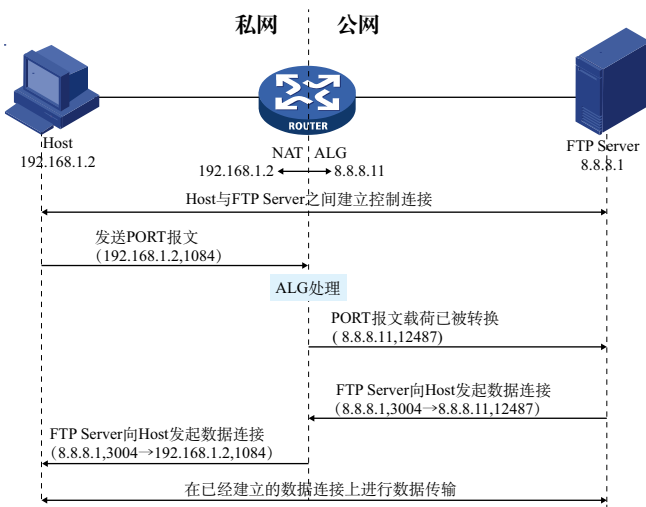 私网 公网
ROUTER
Host
192.168.1.2
NAT ALG
192.168.1.2 8.8.8.11
FTP Server
8.8.8.1
Host与FTP Server之间建立控制连接
发送PORT报文
(192.168.1.2,1084)
ALG处理
PORT报文载荷已被转换
( 8.8.8.11,12487)
FTP Server向Host发起数据连接
(8.8.8.1,3004→8.8.8.11,12487)
FTP Server向Host发起数据连接
(8.8.8.1,3004→192.168.1.2,1084)
在已经建立的数据连接上进行数据传输